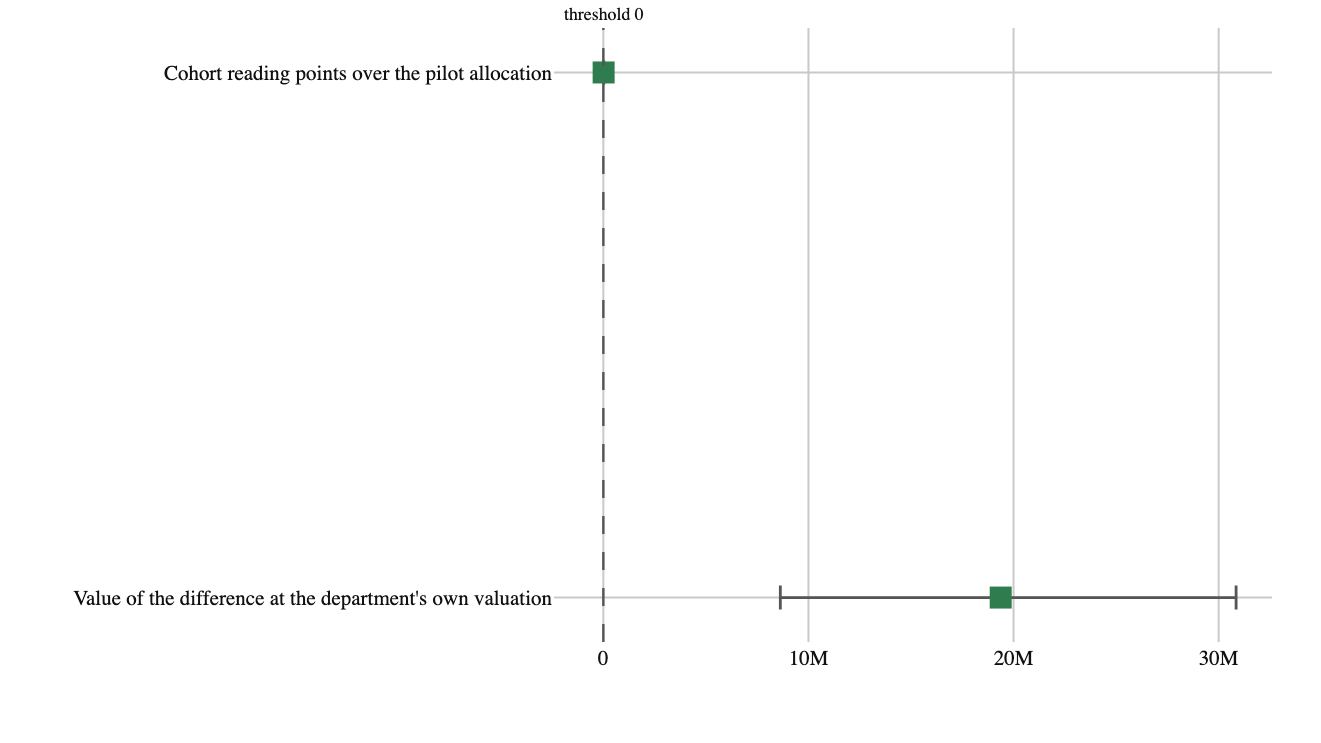 threshold 0
Cohort reading points over the pilot allocation
Value of the difference at the department's own valuation
0
10M
20M
30M